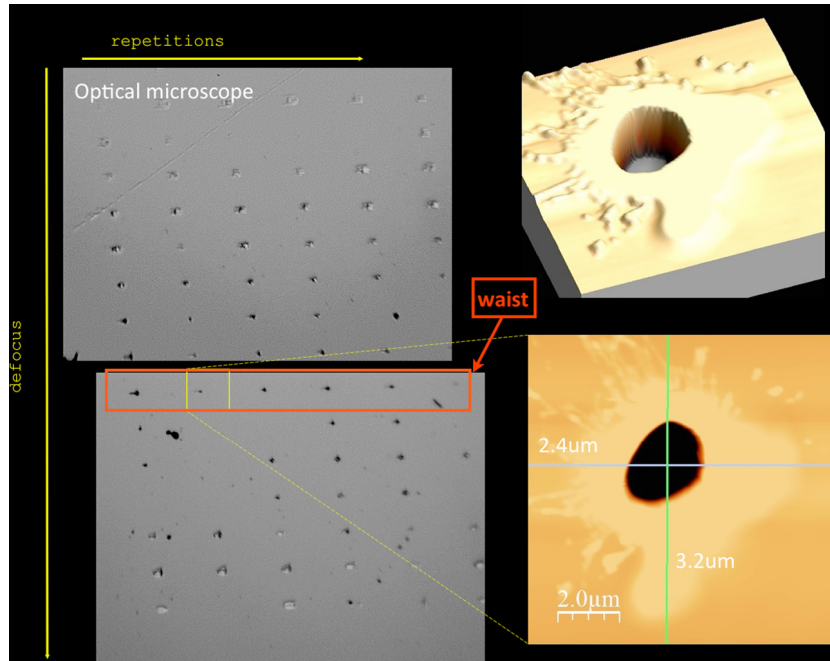 repetitions
Optical microscope
waist
defocus
2.4um
3.2um
2.0μm